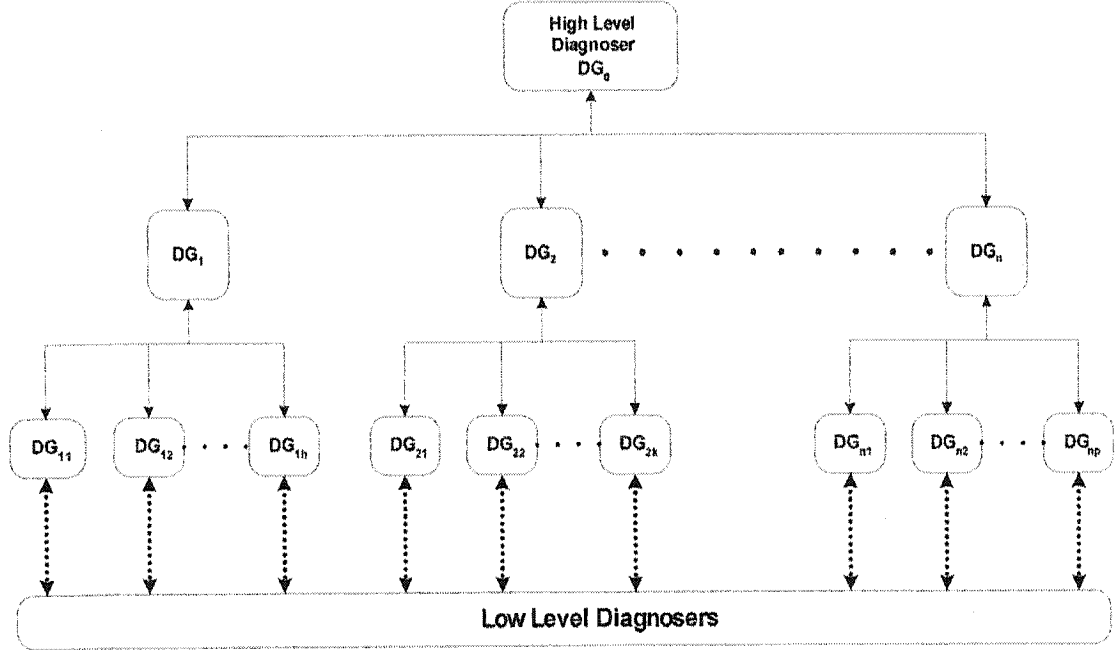 High Level
Diagnoser
DG₀
DG₁
DG₂
DGₙ
DG₁₁
DG₁₂
DG₁ₕ
DG₂₁
DG₂₂
DG₂ₖ
DGₙ₁
DGₙ₂
DGₙₚ
Low Level Diagnosers